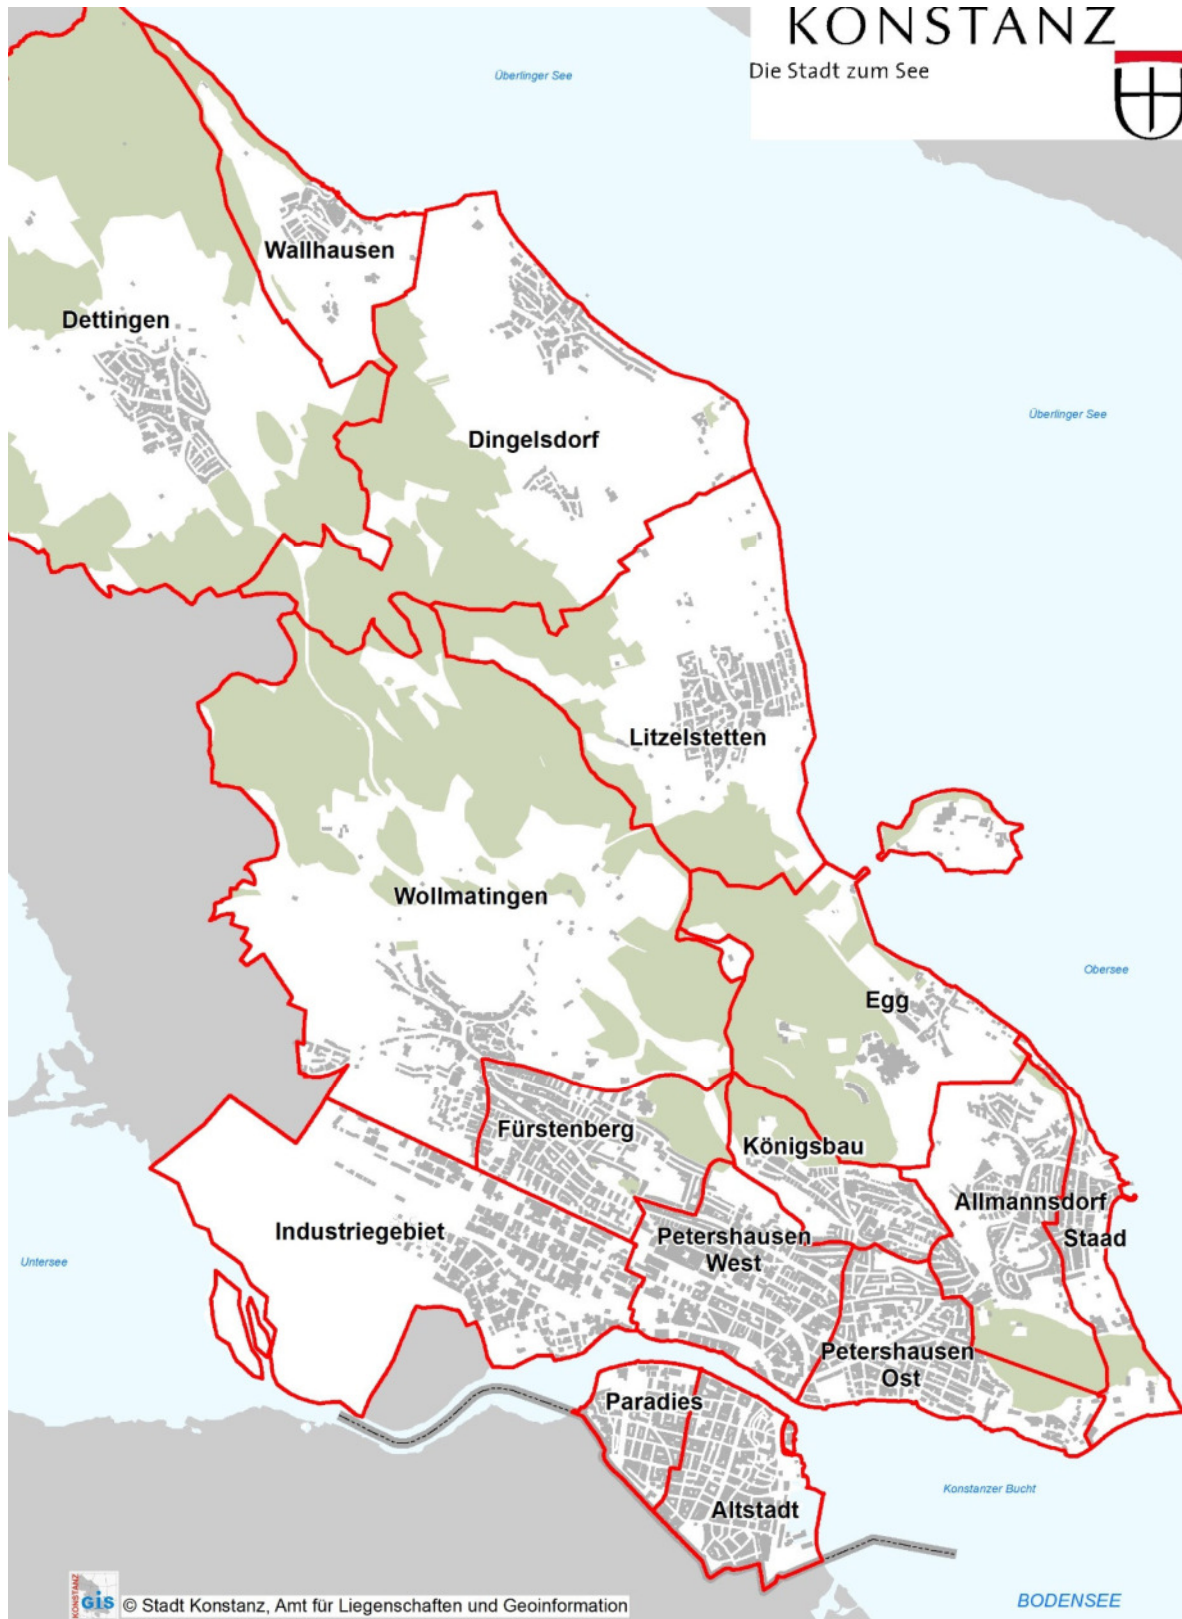 KONSTANZ
Die Stadt zum See
Überlinger See
Wallhausen
Dettingen
Überlinger See
Dingelsdorf
Litzelstetten
Wollmatingen
Obersee
Egg
Fürstenberg
Königsbau
Allmannsdorf
Industriegebiet
Petershausen
West
Staad
Untersee
Petershausen
Ost
Paradies
Konstanzer Bucht
Altstadt
BODENSEE
KONSTANZ
GIS
© Stadt Konstanz, Amt für Liegenschaften und Geoinformation